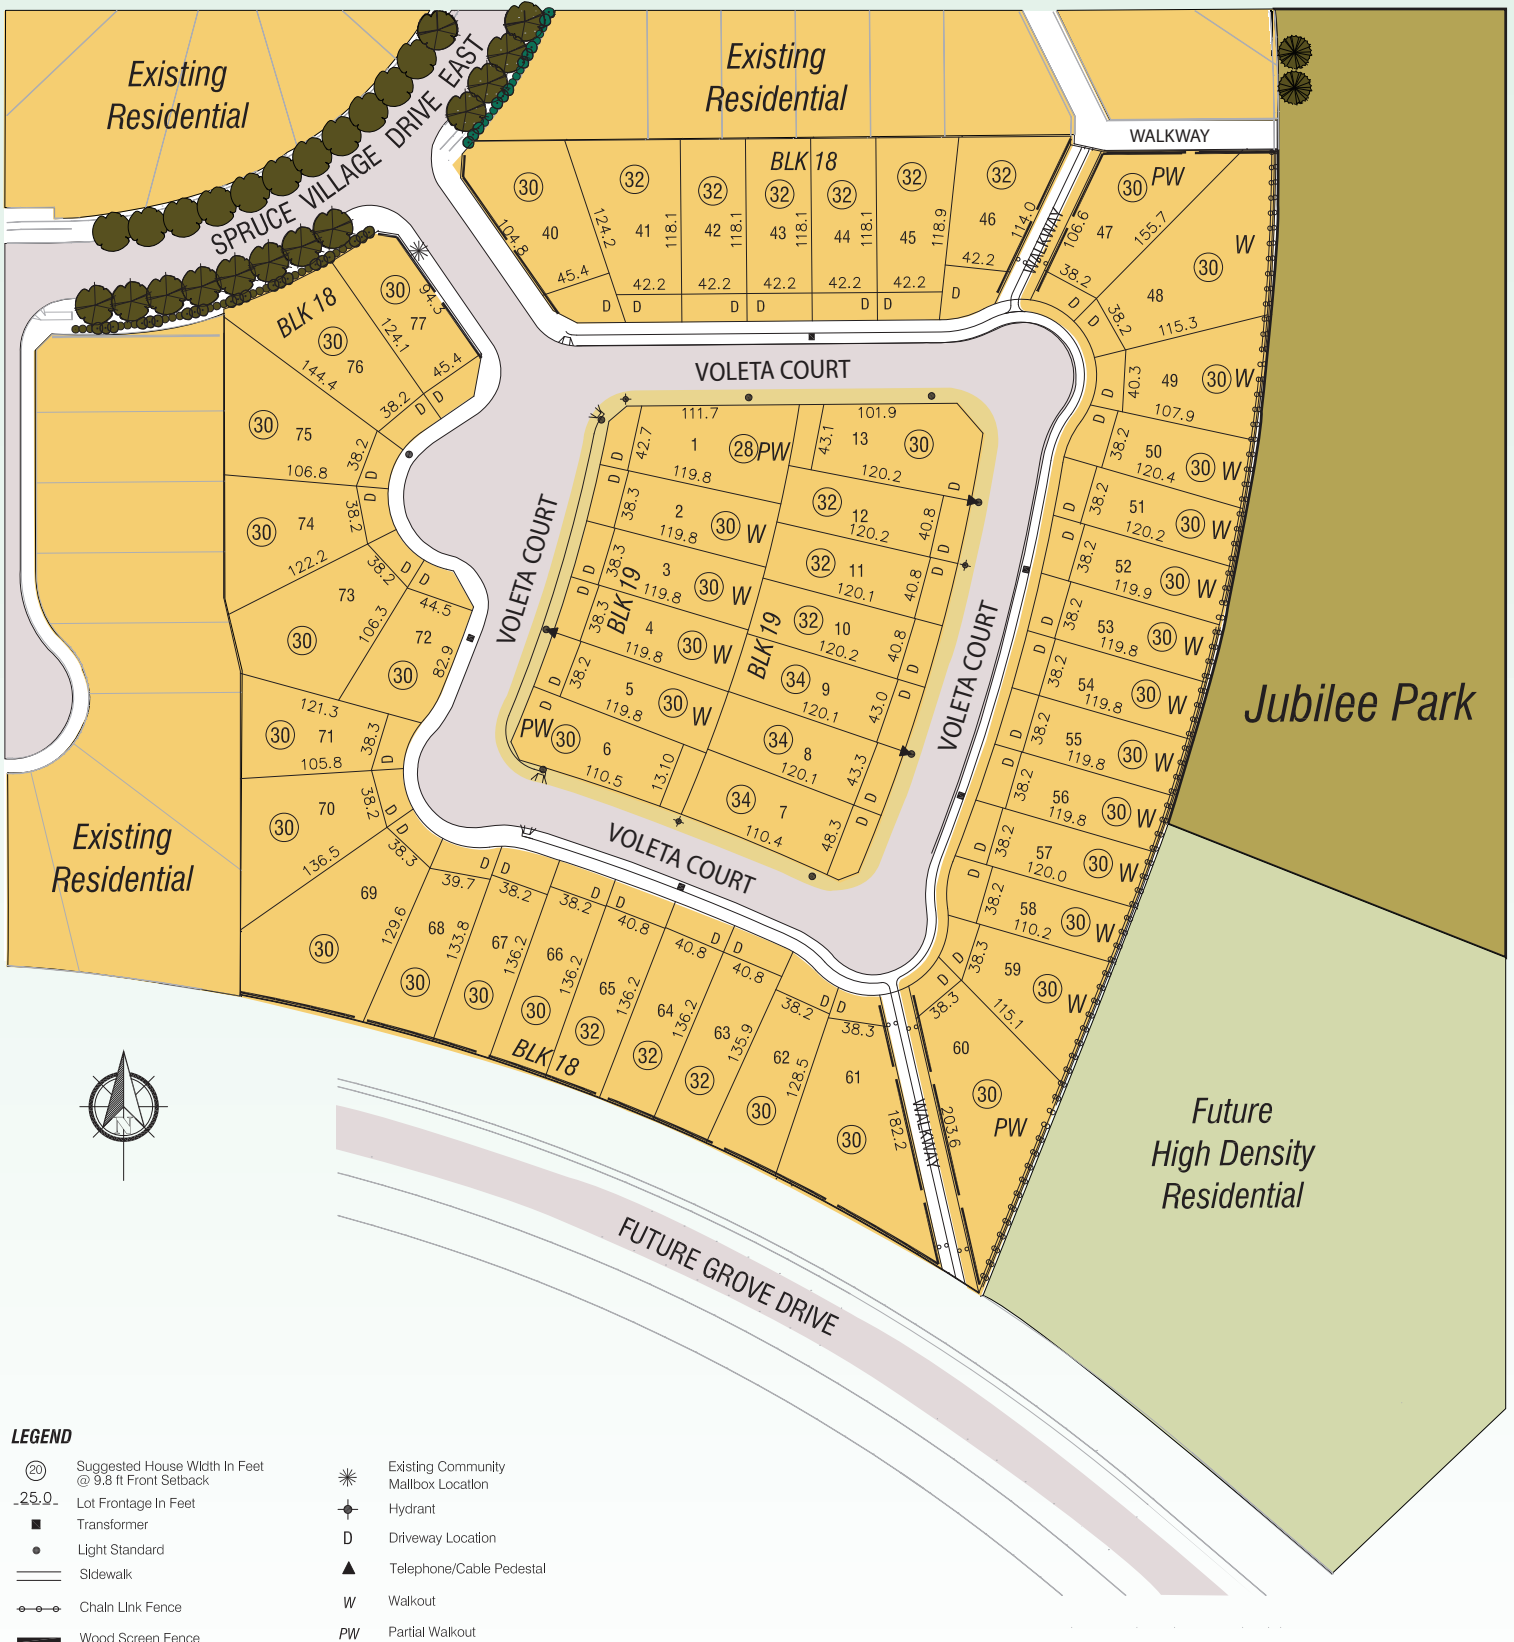 Existing
Residential
SPRUCE VILLAGE DRIVE EAST
Existing
Residential
WALKWAY
BLK 18
30
40
104.8
45.4
D
32
41
124.2
42.2
D
118.1
32
42
42.2
D
118.1
32
43
42.2
D
118.1
32
44
42.2
D
118.1
32
45
42.2
D
118.9
32
46
42.2
D
114.0
WALKWAY
30
PW
47
106.6
38.2
D
155.7
W
30
48
38.2
D
115.3
49
30
W
40.3
D
107.9
50
30
W
38.2
D
120.4
51
30
W
38.2
D
120.2
52
30
W
38.2
D
119.9
53
30
W
38.2
D
119.8
54
30
W
38.2
D
119.8
55
30
W
38.2
D
119.8
56
30
W
38.2
D
119.8
57
30
W
38.2
D
120.0
58
30
W
38.2
D
110.2
59
30
W
38.3
D
115.1
60
30
PW
38.3
D
203.6
WALKWAY
182.2
61
30
38.3
D
128.5
62
30
38.2
D
135.9
63
32
40.8
D
136.2
64
32
40.8
D
136.2
65
32
40.8
D
136.2
66
30
38.2
D
136.2
67
30
38.2
D
133.8
68
30
39.7
D
129.6
69
30
38.3
D
136.5
70
30
38.2
D
105.8
71
30
38.3
D
121.3
72
30
44.5
D
82.9
106.3
73
30
38.2
D
122.2
74
30
38.2
D
106.8
75
30
38.2
D
144.4
BLK 18
30
76
38.2
D
124.1
30
77
94.3
45.4
D
BLK 18
VOLETA COURT
VOLETA COURT
VOLETA COURT
VOLETA COURT
111.7
1
28
PW
42.7
D
119.8
2
30
W
38.3
D
119.8
3
30
W
38.3
D
119.8
BLK 19
4
30
W
38.3
D
119.8
5
30
W
38.2
D
119.8
PW
30
6
D
110.5
13.10
101.9
13
30
43.1
D
120.2
32
12
40.8
D
120.2
32
11
40.8
D
120.1
32
10
40.8
D
120.2
BLK 19
34
9
43.0
D
120.1
34
8
43.3
D
120.1
34
7
48.3
D
110.4
Existing
Residential
Jubilee Park
Future
High Density
Residential
N
FUTURE GROVE DRIVE
LEGEND
20
Suggested House Width In Feet
@ 9.8 ft Front Setback
25.0
Lot Frontage In Feet
Transformer
Light Standard
Sidewalk
Chain Link Fence
Wood Screen Fence
Existing Community
Mailbox Location
Hydrant
D
Driveway Location
Telephone/Cable Pedestal
W
Walkout
PW
Partial Walkout